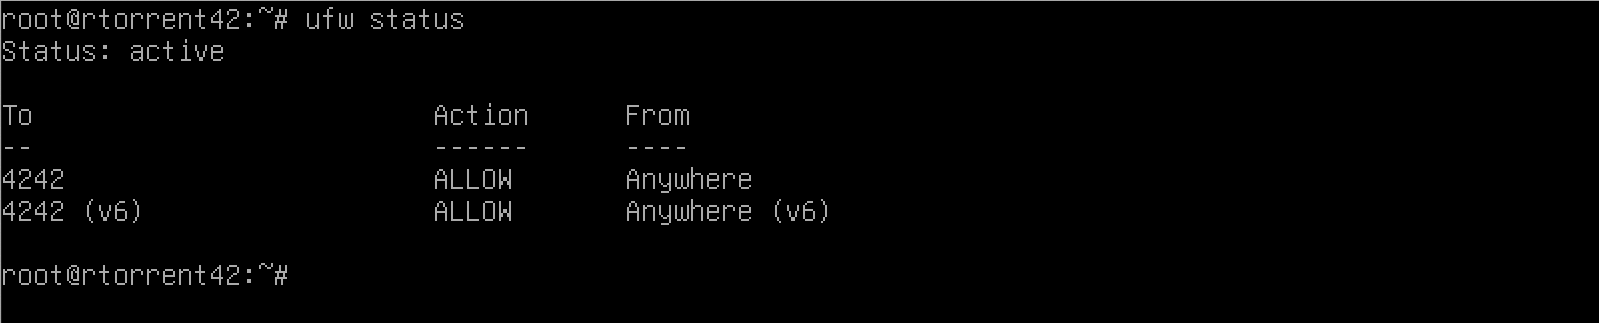 root@rtorrent42:~# ufw status
Status: active
To                         Action      From
--                         ------      ----
4242                       ALLOW       Anywhere
4242 (v6)                  ALLOW       Anywhere (v6)
root@rtorrent42:~#